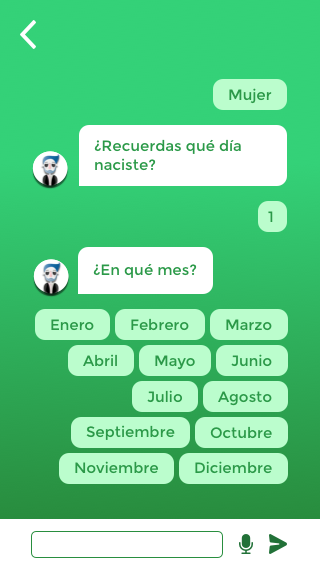 Mujer
¿Recuerdas qué día
naciste?
1
¿En qué mes?
Enero Febrero Marzo
Abril Mayo Junio
Julio Agosto
Septiembre Octubre
Noviembre Diciembre